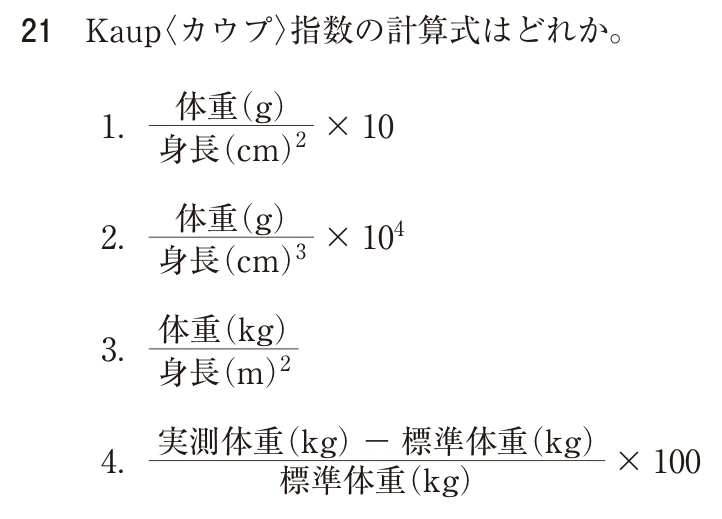 21 Kaup〈カウプ〉指数の計算式はどれか。
1. 体重(g)/身長(cm)² × 10
2. 体重(g)/身長(cm)³ × 10⁴
3. 体重(kg)/身長(m)²
4. 実測体重(kg) − 標準体重(kg)/標準体重(kg) × 100